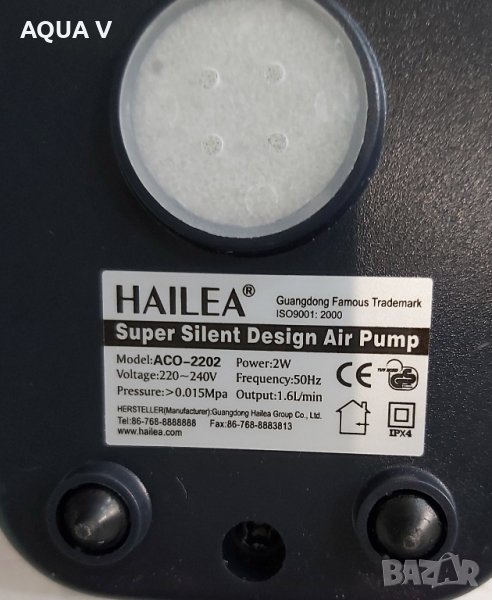 AQUA V
HAILEA® Guangdong Famous Trademark
ISO9001: 2000
Super Silent Design Air Pump
Model:ACO-2202 Power:2W
Voltage:220~240V Frequency:50Hz
Pressure:>0.015Mpa Output:1.6L/min
HERSTELLER(Manufacturer):Guangdong Hailea Group Co., Ltd.
Tel:86-768-8888888 Fax:86-768-8883813
www.hailea.com
CE
IPX4
BAZAR